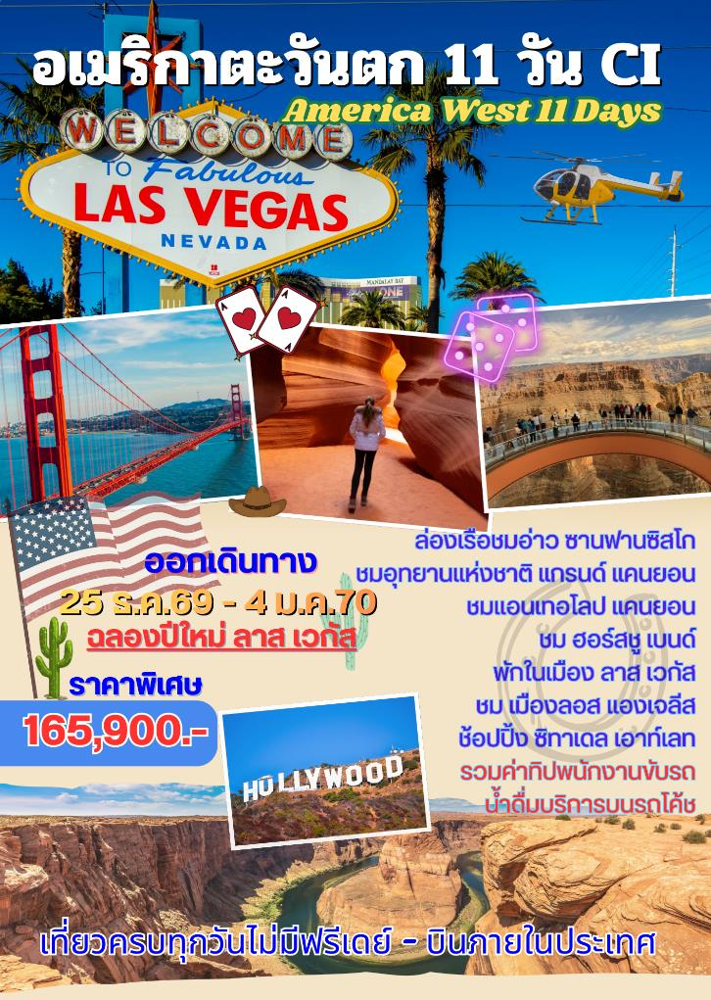 อเมริกาตะวันตก 11 วัน CI
America West 11 Days
WELCOME
TO Fabulous
LAS VEGAS
NEVADA
MANDALAY BAY
ONE
ล่องเรือชมอ่าว ซานฟานซิสโก
ชมอุทยานแห่งชาติ แกรนด์ แคนยอน
ชมแอนเทอโลป แคนยอน
ชม ฮอร์สชู เบนด์
พักในเมือง ลาส เวกัส
ชม เมืองลอส แองเจลีส
ช้อปปิ้ง ซิทาเดล เอาท์เลท
รวมค่าทิปพนักงานขับรถ
น้ำดื่มบริการบนรถโค้ช
ออกเดินทาง
25 ธ.ค.69 - 4 ม.ค.70
ฉลองปีใหม่ ลาส เวกัส
ราคาพิเศษ
165,900.-
HOLLYWOOD
เที่ยวครบทุกวันไม่มีฟรีเดย์ - บินภายในประเทศ